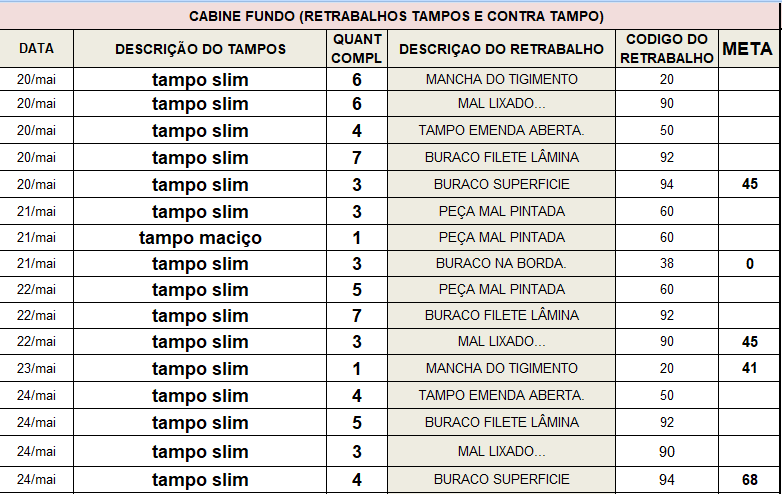 CABINE FUNDO (RETRABALHOS TAMPOS E CONTRA TAMPO)
DATA DESCRIÇÃO DO TAMPOS QUANT COMPL DESCRIÇAO DO RETRABALHO CODIGO DO RETRABALHO META
20/mai tampo slim 6 MANCHA DO TIGIMENTO 20
20/mai tampo slim 6 MAL LIXADO... 90
20/mai tampo slim 4 TAMPO EMENDA ABERTA. 50
20/mai tampo slim 7 BURACO FILETE LÂMINA 92
20/mai tampo slim 3 BURACO SUPERFICIE 94 45
21/mai tampo slim 3 PEÇA MAL PINTADA 60
21/mai tampo maciço 1 PEÇA MAL PINTADA 60
21/mai tampo slim 3 BURACO NA BORDA. 38 0
22/mai tampo slim 5 PEÇA MAL PINTADA 60
22/mai tampo slim 7 BURACO FILETE LÂMINA 92
22/mai tampo slim 3 MAL LIXADO... 90 45
23/mai tampo slim 1 MANCHA DO TIGIMENTO 20 41
24/mai tampo slim 4 TAMPO EMENDA ABERTA. 50
24/mai tampo slim 5 BURACO FILETE LÂMINA 92
24/mai tampo slim 3 MAL LIXADO... 90
24/mai tampo slim 4 BURACO SUPERFICIE 94 68